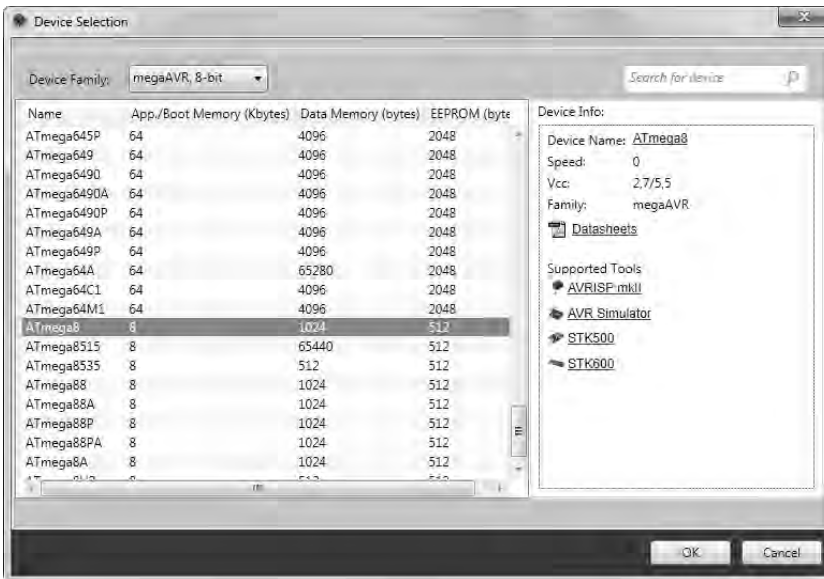 Device Selection
Device Family: megaAVR, 8-bit
Search for device
Name App./Boot Memory (Kbytes) Data Memory (bytes) EEPROM (byte
ATmega645P 64 4096 2048
ATmega649 64 4096 2048
ATmega6490 64 4096 2048
ATmega6490A 64 4096 2048
ATmega6490P 64 4096 2048
ATmega649A 64 4096 2048
ATmega649P 64 4096 2048
ATmega64A 64 65280 2048
ATmega64C1 64 4096 2048
ATmega64M1 64 4096 2048
ATmega8 8 1024 512
ATmega8515 8 65440 512
ATmega8535 8 512 512
ATmega88 8 1024 512
ATmega88A 8 1024 512
ATmega88P 8 1024 512
ATmega88PA 8 1024 512
ATmega8A 8 1024 512
Device Info:
Device Name: ATmega8
Speed: 0
Vcc: 2,7/5,5
Family: megaAVR
Datasheets
Supported Tools
AVRISP mkII
AVR Simulator
STK500
STK600
OK Cancel